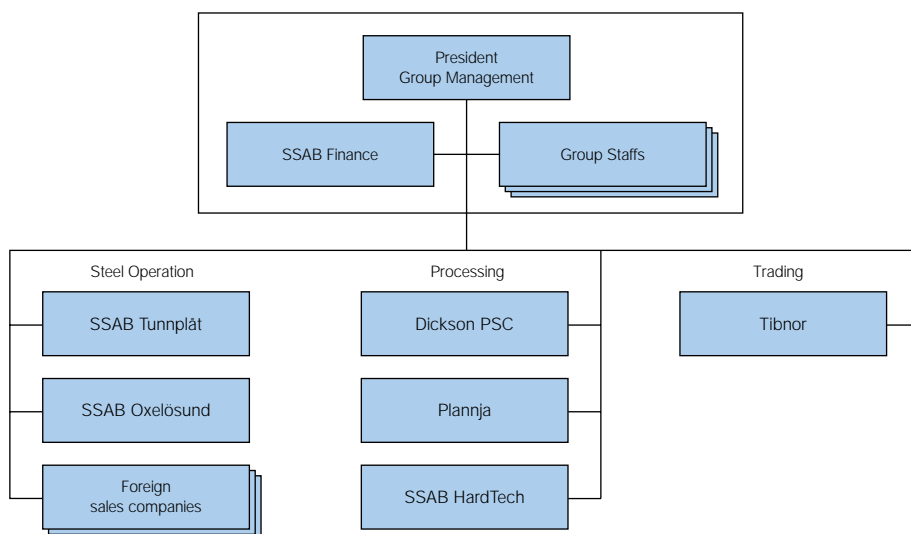 President
Group Management
SSAB Finance
Group Staffs
Steel Operation
Processing
Trading
SSAB Tunnplåt
Dickson PSC
Tibnor
SSAB Oxelösund
Plannja
Foreign
sales companies
SSAB HardTech